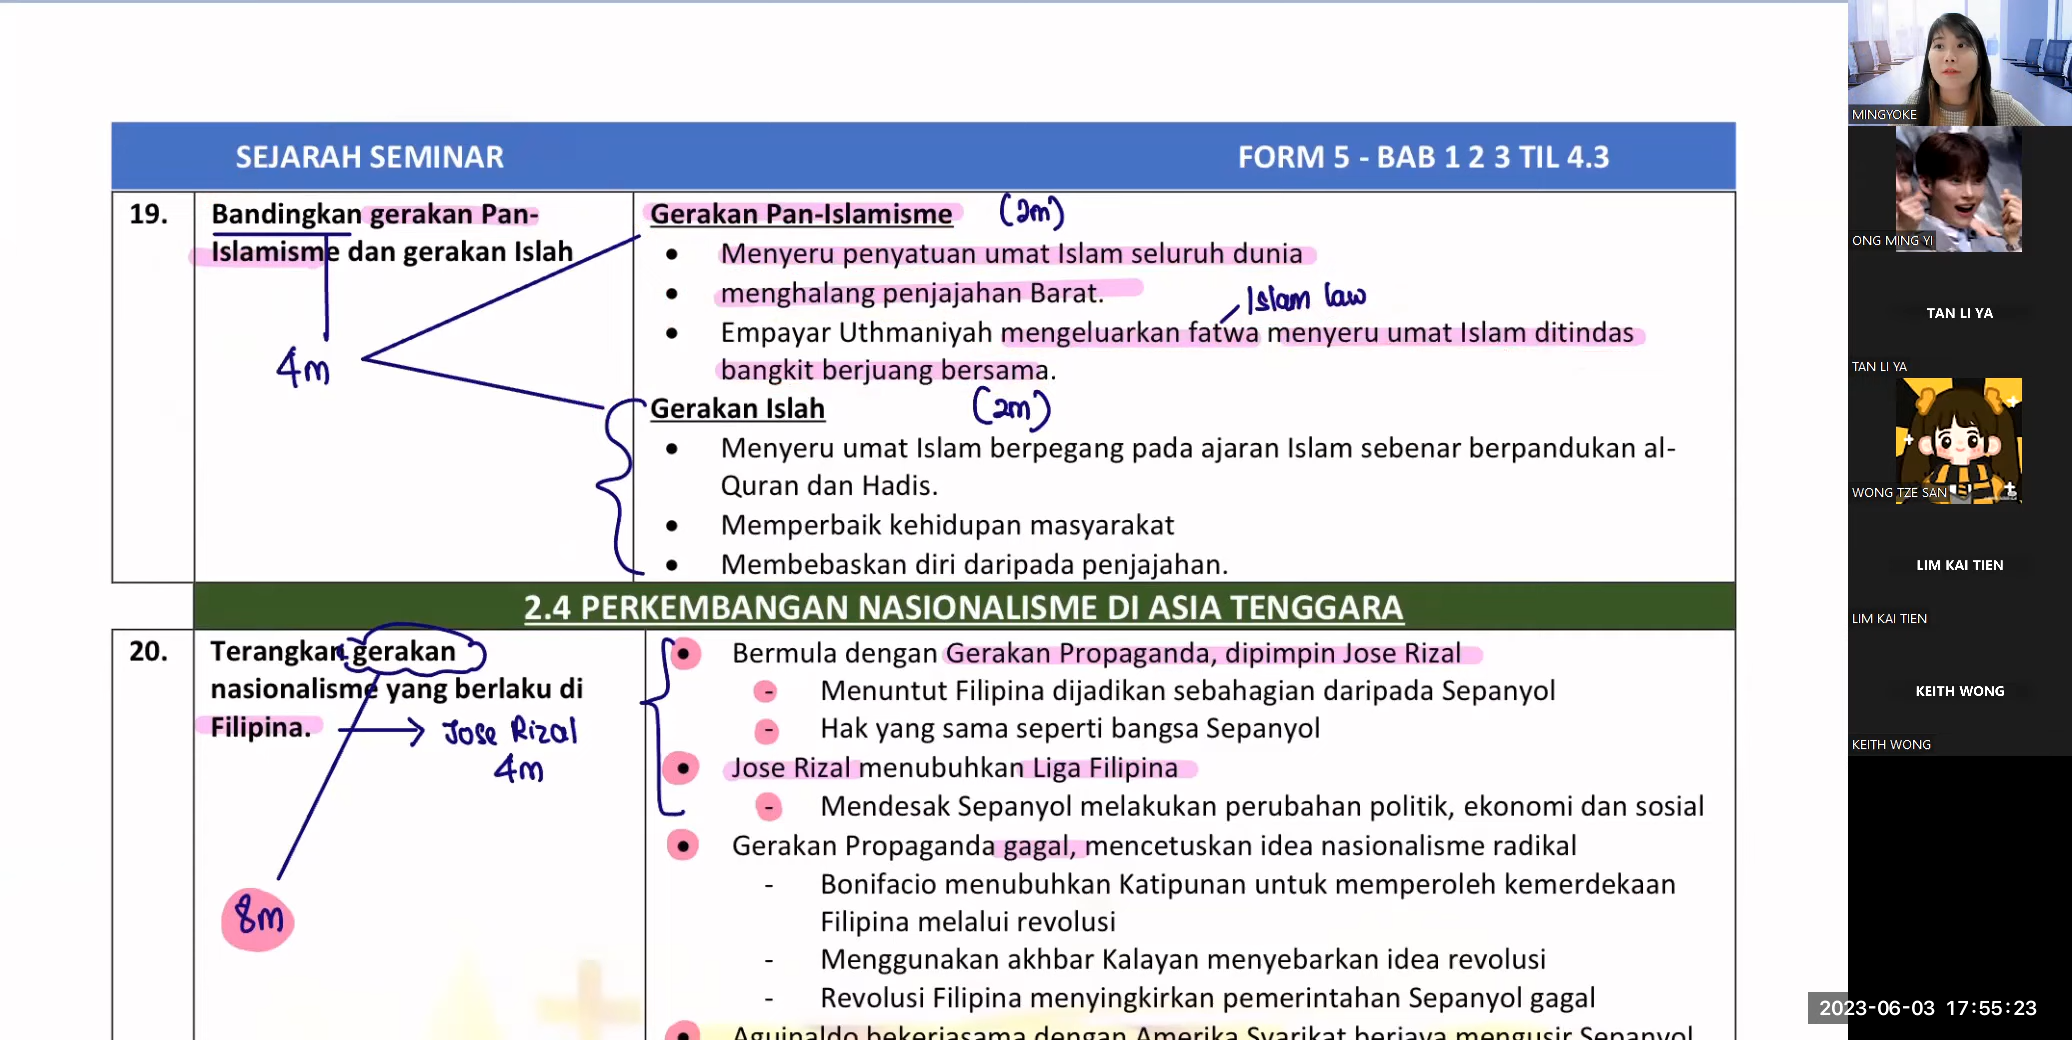 SEJARAH SEMINAR
FORM 5 - BAB 1 2 3 TIL 4.3
19.
Bandingkan gerakan Pan-
Islamisme dan gerakan Islah
4m
Gerakan Pan-Islamisme (2m)
• Menyeru penyatuan umat Islam seluruh dunia
• menghalang penjajahan Barat.
Islam law
• Empayar Uthmaniyah mengeluarkan fatwa menyeru umat Islam ditindas
bangkit berjuang bersama.
Gerakan Islah (2m)
• Menyeru umat Islam berpegang pada ajaran Islam sebenar berpandukan al-
Quran dan Hadis.
• Memperbaik kehidupan masyarakat
• Membebaskan diri daripada penjajahan.
2.4 PERKEMBANGAN NASIONALISME DI ASIA TENGGARA
20.
Terangkan gerakan
nasionalisme yang berlaku di
Filipina. → Jose Rizal
4m
8m
• Bermula dengan Gerakan Propaganda, dipimpin Jose Rizal
- Menuntut Filipina dijadikan sebahagian daripada Sepanyol
- Hak yang sama seperti bangsa Sepanyol
• Jose Rizal menubuhkan Liga Filipina
- Mendesak Sepanyol melakukan perubahan politik, ekonomi dan sosial
• Gerakan Propaganda gagal, mencetuskan idea nasionalisme radikal
- Bonifacio menubuhkan Katipunan untuk memperoleh kemerdekaan
Filipina melalui revolusi
- Menggunakan akhbar Kalayan menyebarkan idea revolusi
- Revolusi Filipina menyingkirkan pemerintahan Sepanyol gagal
• Aguinaldo bekerjasama dengan Amerika Syarikat berjaya mengusir Sepanyol
MINGYOKE
ONG MING YI
TAN LI YA
TAN LI YA
WONG TZE SAN
LIM KAI TIEN
LIM KAI TIEN
KEITH WONG
KEITH WONG
2023-06-03 17:55:23